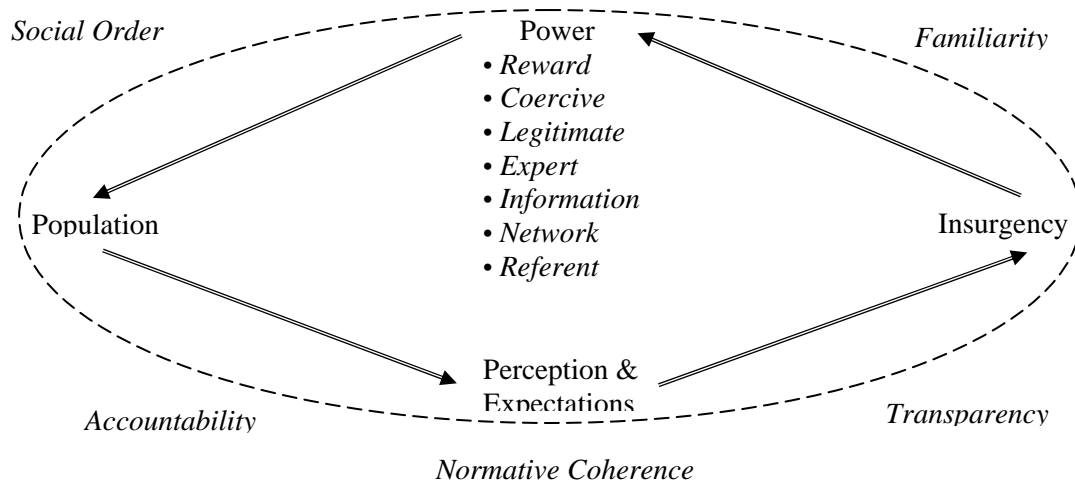 Social Order
Power
Familiarity
• Reward
• Coercive
• Legitimate
• Expert
• Information
• Network
• Referent
Population
Insurgency
Perception &
Expectations
Accountability
Transparency
Normative Coherence